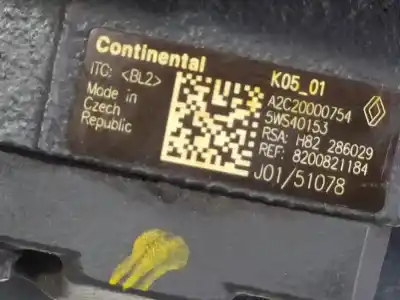 Continental
ITC: <BL2>
Made in
Czech
Republic
K05_01
A2C20000754
5WS40153
RSA: H82 286029
REF: 8200821184
J01/51078